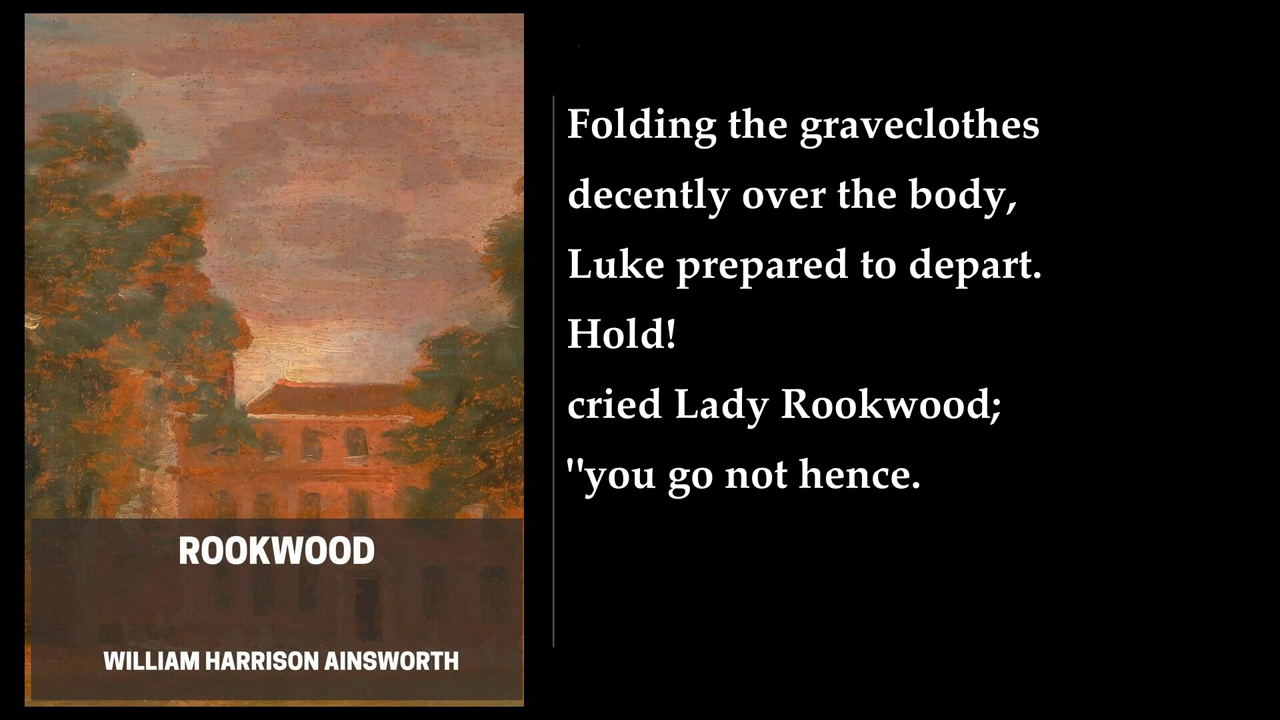 ROOKWOOD
WILLIAM HARRISON AINSWORTH
Folding the graveclothes
decently over the body,
Luke prepared to depart.
Hold!
cried Lady Rookwood;
"you go not hence.